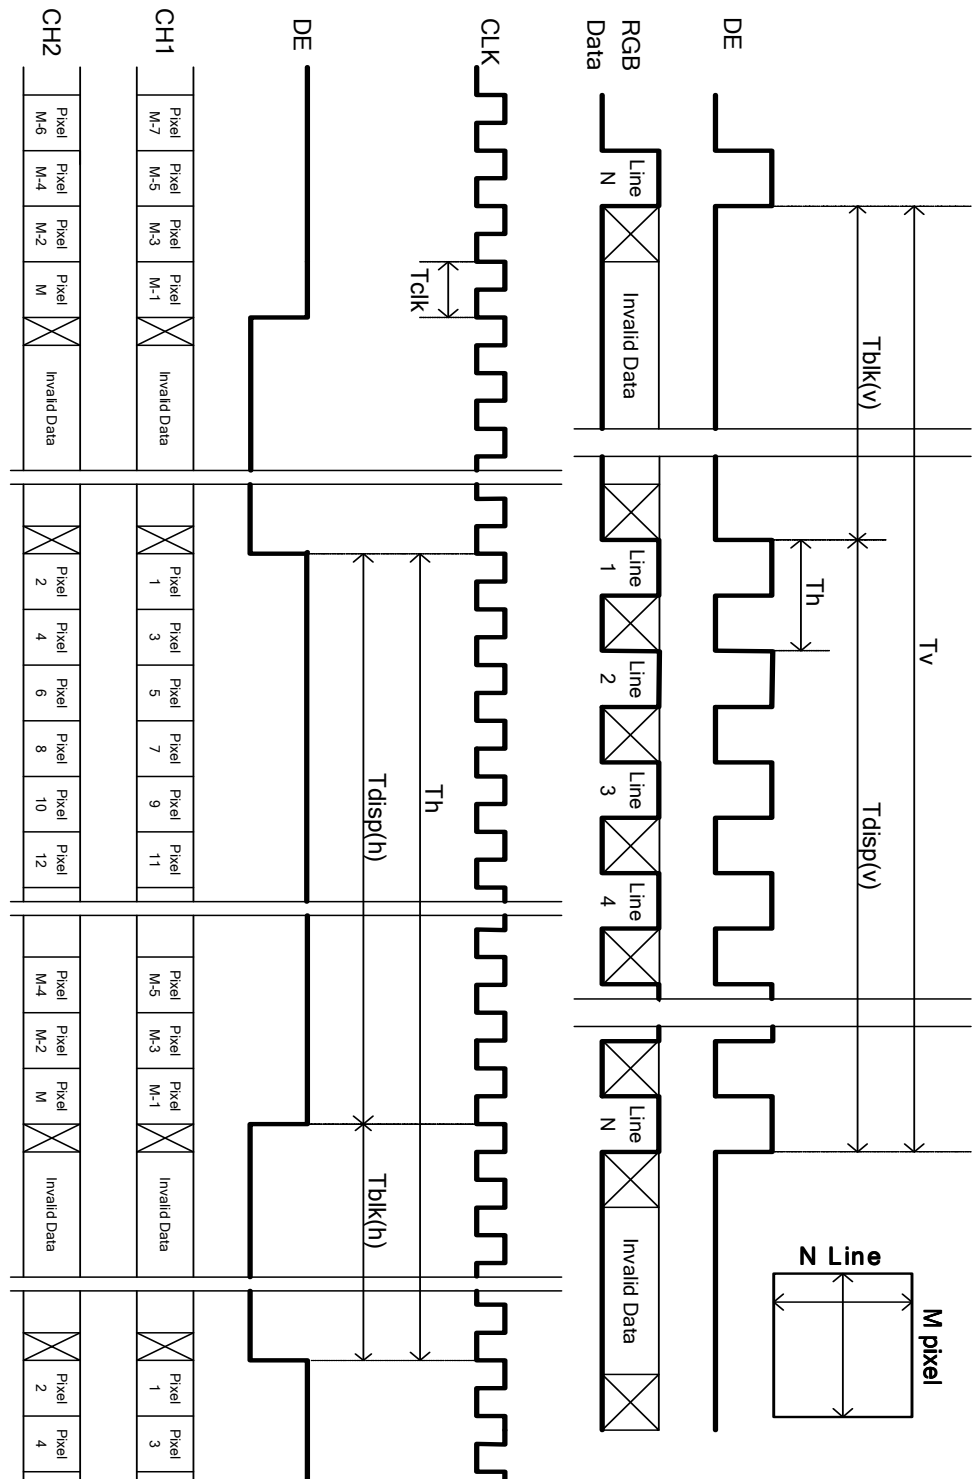 Tv
Tblk(v)
Tdisp(v)
Th
DE
RGB
Data
Line
N
Invalid Data
Line
1
Line
2
Line
3
Line
4
Line
N
Invalid Data
N Line
M pixel
CLK
Tclk
Th
Tdisp(h)
Tblk(h)
DE
CH1
Pixel
M-7
Pixel
M-5
Pixel
M-3
Pixel
M-1
Invalid Data
Pixel
1
Pixel
3
Pixel
5
Pixel
7
Pixel
9
Pixel
11
Pixel
M-5
Pixel
M-3
Pixel
M-1
Invalid Data
Pixel
1
Pixel
3
CH2
Pixel
M-6
Pixel
M-4
Pixel
M-2
Pixel
M
Invalid Data
Pixel
2
Pixel
4
Pixel
6
Pixel
8
Pixel
10
Pixel
12
Pixel
M-4
Pixel
M-2
Pixel
M
Invalid Data
Pixel
2
Pixel
4